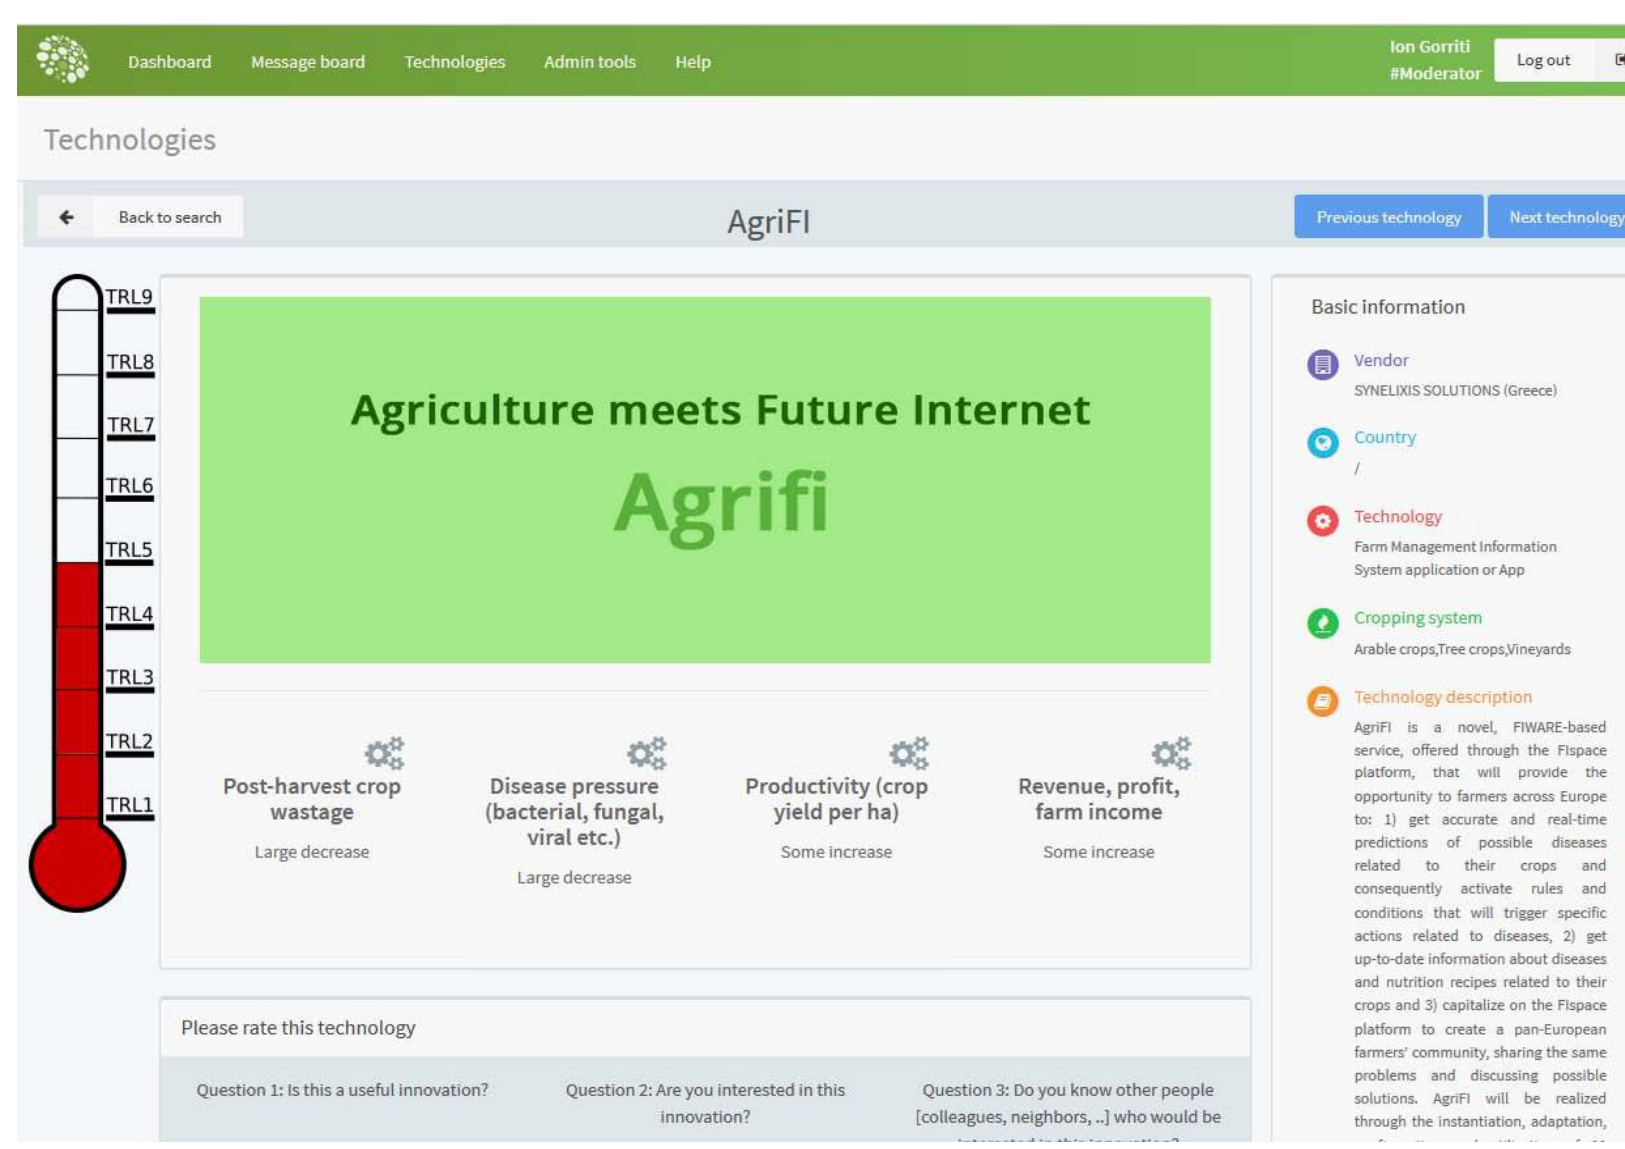 Dashboard Message board Technologies Admin tools Help
Ion Gorriti
#Moderator
Log out
Technologies
Back to search
AgriFI
Previous technology
Next technology
TRL9
TRL8
TRL7
TRL6
TRL5
TRL4
TRL3
TRL2
TRL1
Agriculture meets Future Internet
Agrifi
Post-harvest crop
wastage
Large decrease
Disease pressure
(bacterial, fungal,
viral etc.)
Large decrease
Productivity (crop
yield per ha)
Some increase
Revenue, profit,
farm income
Some increase
Please rate this technology
Question 1: Is this a useful innovation?
Question 2: Are you interested in this
innovation?
Question 3: Do you know other people
[colleagues, neighbors, ..] who would be
Basic information
Vendor
SYNELIXIS SOLUTIONS (Greece)
Country
/
Technology
Farm Management Information
System application or App
Cropping system
Arable crops,Tree crops,Vineyards
Technology description
AgriFI is a novel, FIWARE-based
service, offered through the FIspace
platform, that will provide the
opportunity to farmers across Europe
to: 1) get accurate and real-time
predictions of possible diseases
related to their crops and
consequently activate rules and
conditions that will trigger specific
actions related to diseases, 2) get
up-to-date information about diseases
and nutrition recipes related to their
crops and 3) capitalize on the FIspace
platform to create a pan-European
farmers' community, sharing the same
problems and discussing possible
solutions. AgriFI will be realized
through the instantiation, adaptation,